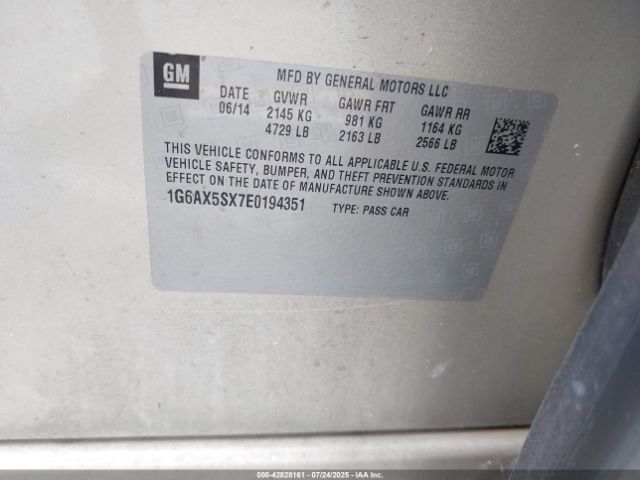 GM
MFD BY GENERAL MOTORS LLC
DATE GVWR GAWR FRT GAWR RR
06/14 2145 KG 981 KG 1164 KG
4729 LB 2163 LB 2566 LB
THIS VEHICLE CONFORMS TO ALL APPLICABLE U.S. FEDERAL MOTOR
VEHICLE SAFETY, BUMPER, AND THEFT PREVENTION STANDARDS IN
EFFECT ON THE DATE OF MANUFACTURE SHOWN ABOVE.
1G6AX5SX7E0194351 TYPE: PASS CAR
000-42828161 - 07/24/2025 - IAA, Inc.